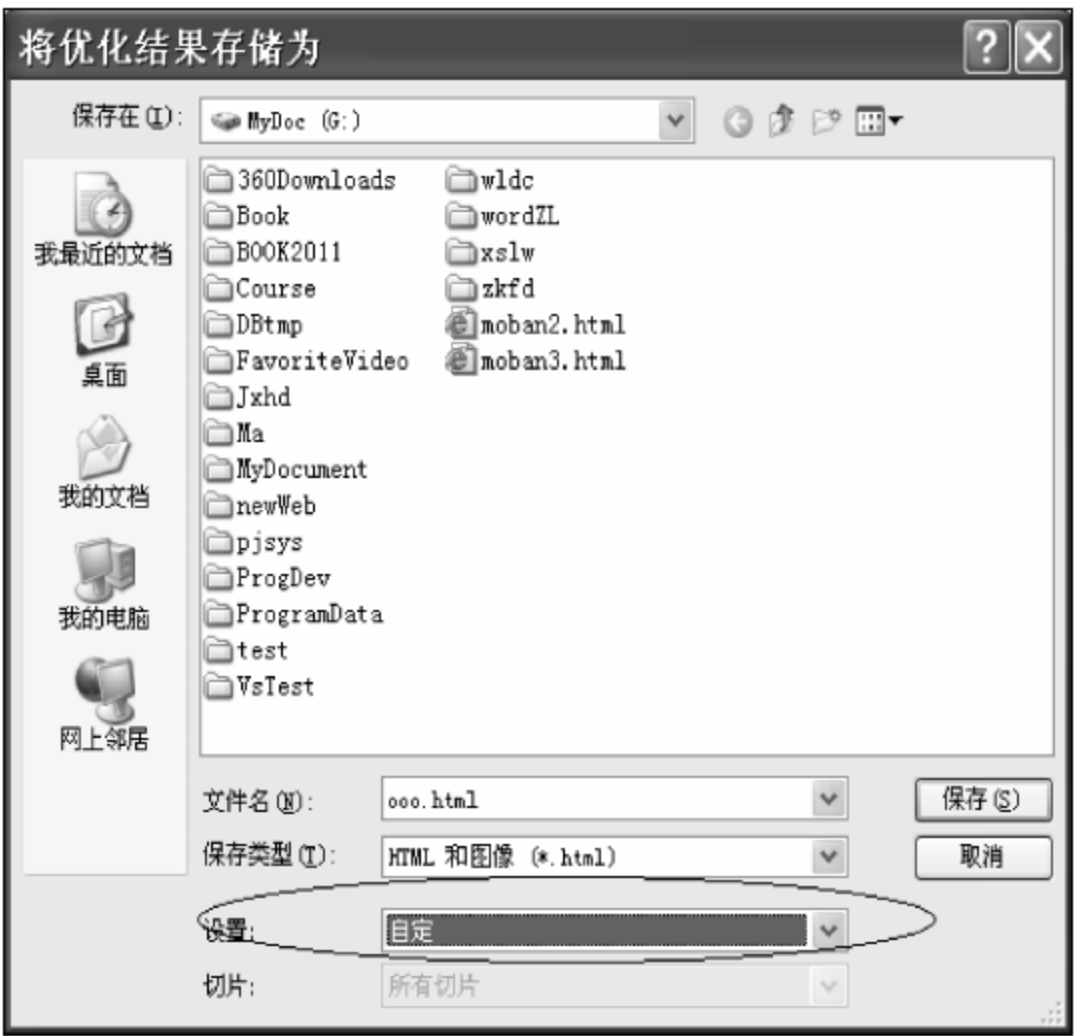 将优化结果存储为
保存在(I):
MyDoc (G:)
我最近的文档
桌面
我的文档
我的电脑
网上邻居
360Downloads
Book
BOOK2011
Course
DBtmp
FavoriteVideo
Jxhd
Ma
MyDocument
newWeb
pjsys
ProgDev
ProgramData
test
VsTest
wldc
wordZL
xslw
zkfd
moban2.html
moban3.html
文件名(N):
ooo.html
保存(S)
保存类型(T):
HTML 和图像 (*.html)
取消
设置:
自定
切片:
所有切片